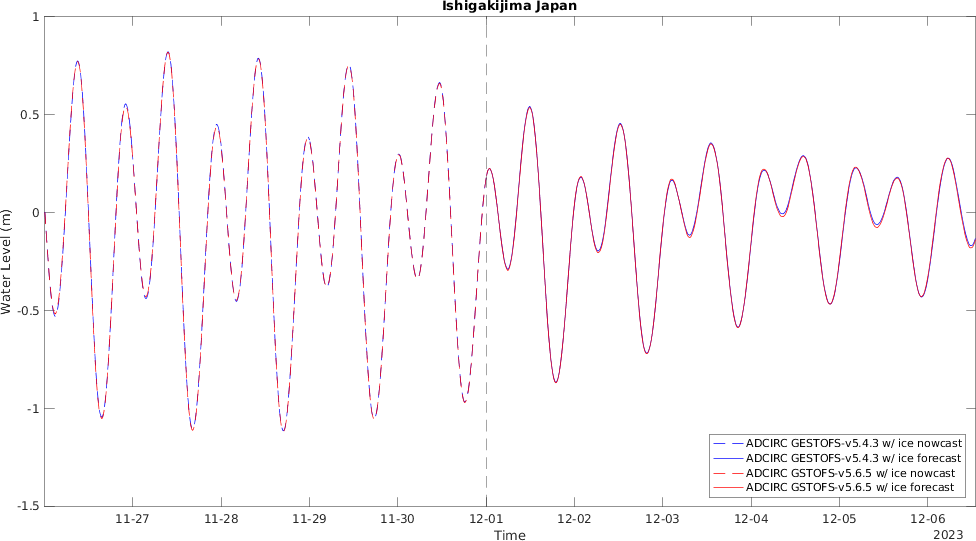 Ishigakijima Japan
1
0.5
0
-0.5
-1
-1.5
Water Level (m)
11-27
11-28
11-29
11-30
12-01
12-02
12-03
12-04
12-05
12-06
Time
2023
ADCIRC GESTOFS-v5.4.3 w/ ice nowcast
ADCIRC GESTOFS-v5.4.3 w/ ice forecast
ADCIRC GSTOFS-v5.6.5 w/ ice nowcast
ADCIRC GSTOFS-v5.6.5 w/ ice forecast